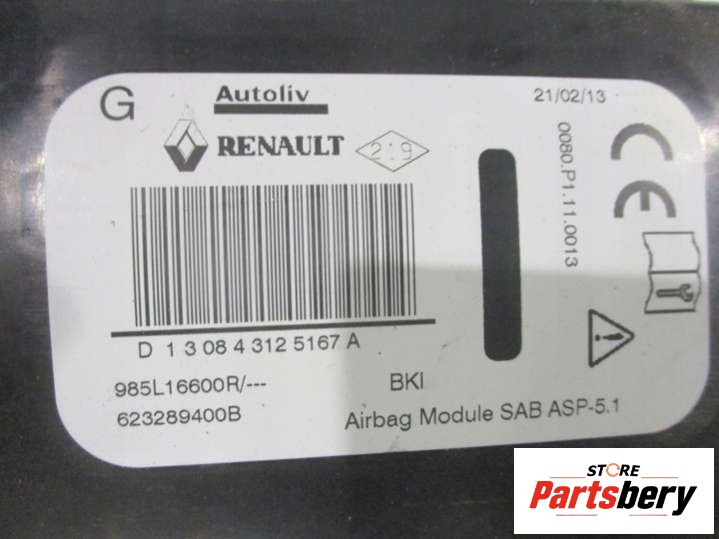 G
Autoliv
21/02/13
RENAULT
2:9
0080.P1.11.0013
CE
D 1 3 08 4 312 5167 A
985L16600R/---
BKI
623289400B
Airbag Module SAB ASP-5.1
STORE
Partsbery